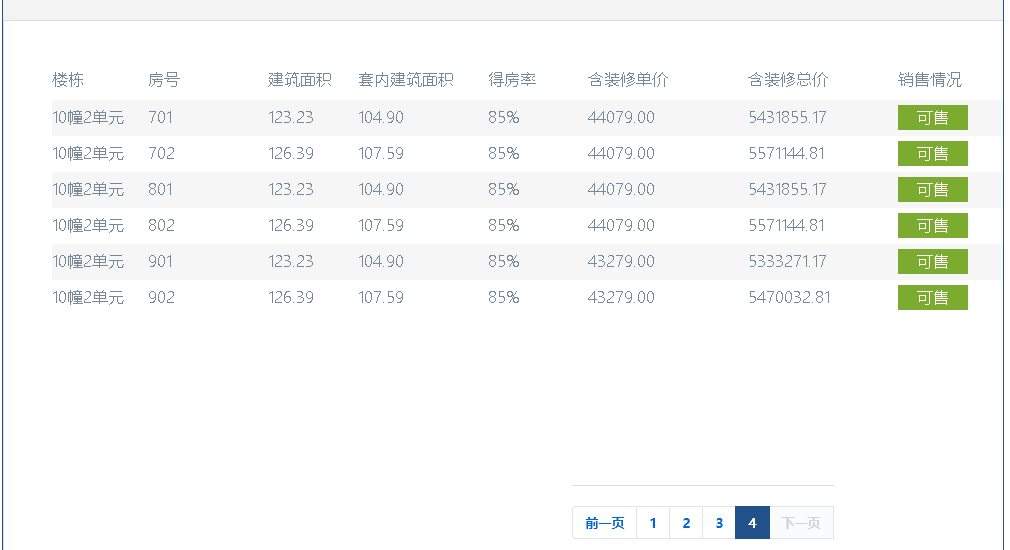 楼栋 房号 建筑面积 套内建筑面积 得房率 含装修单价 含装修总价 销售情况
10幢2单元 701 123.23 104.90 85% 44079.00 5431855.17 可售
10幢2单元 702 126.39 107.59 85% 44079.00 5571144.81 可售
10幢2单元 801 123.23 104.90 85% 44079.00 5431855.17 可售
10幢2单元 802 126.39 107.59 85% 44079.00 5571144.81 可售
10幢2单元 901 123.23 104.90 85% 43279.00 5333271.17 可售
10幢2单元 902 126.39 107.59 85% 43279.00 5470032.81 可售
前一页 1 2 3 4 下一页